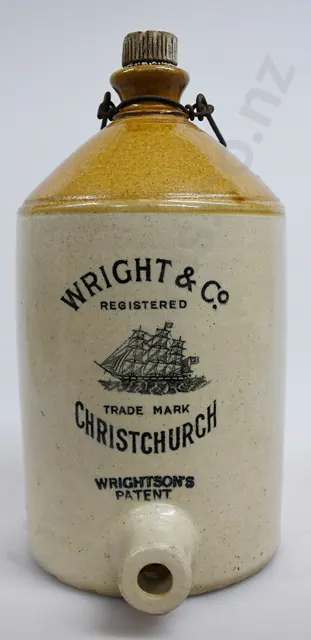 WRIGHT & Co.
REGISTERED
TRADE MARK
CHRISTCHURCH
WRIGHTSON'S
PATENT